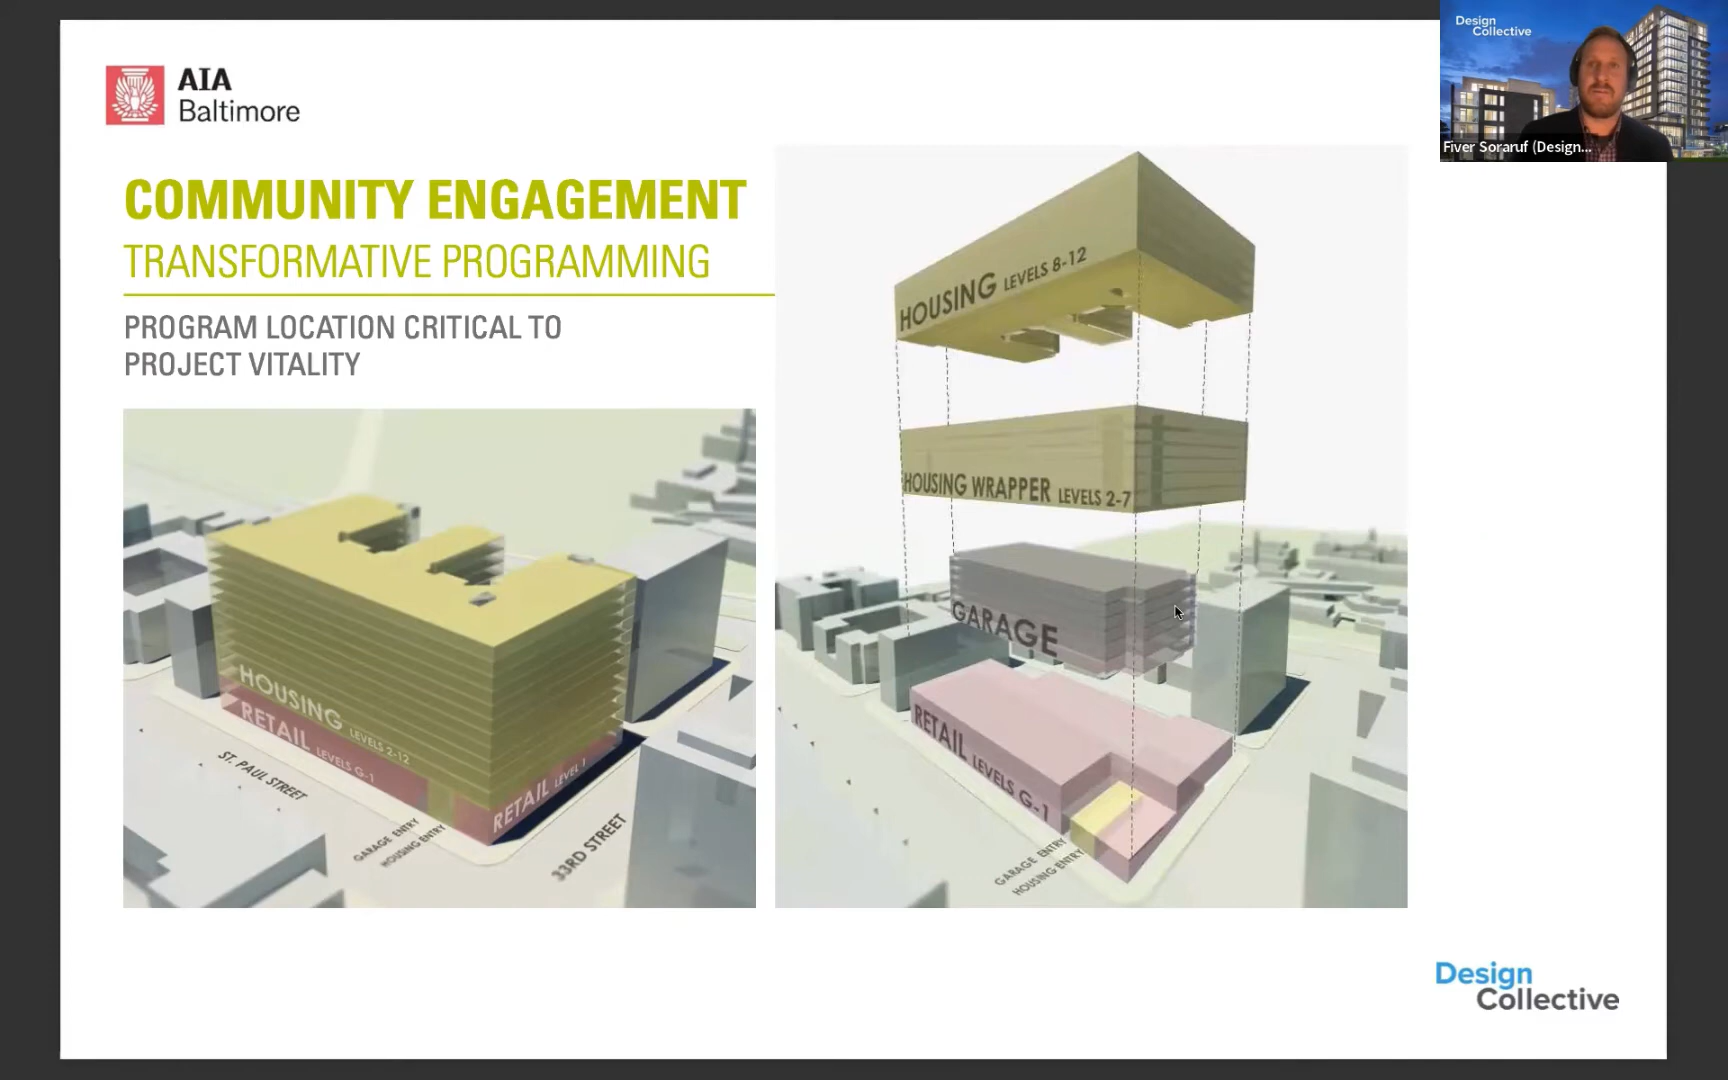 AIA
Baltimore
COMMUNITY ENGAGEMENT
TRANSFORMATIVE PROGRAMMING
PROGRAM LOCATION CRITICAL TO
PROJECT VITALITY
HOUSING LEVELS 2-12
RETAIL LEVELS G-1
RETAIL LEVEL 1
ST. PAUL STREET
GARAGE ENTRY
HOUSING ENTRY
33RD STREET
HOUSING LEVELS 8-12
HOUSING WRAPPER LEVELS 2-7
GARAGE
RETAIL LEVELS G-1
GARAGE ENTRY
HOUSING ENTRY
Design
Collective
Fiver Soraruf (Design...
Design
Collective